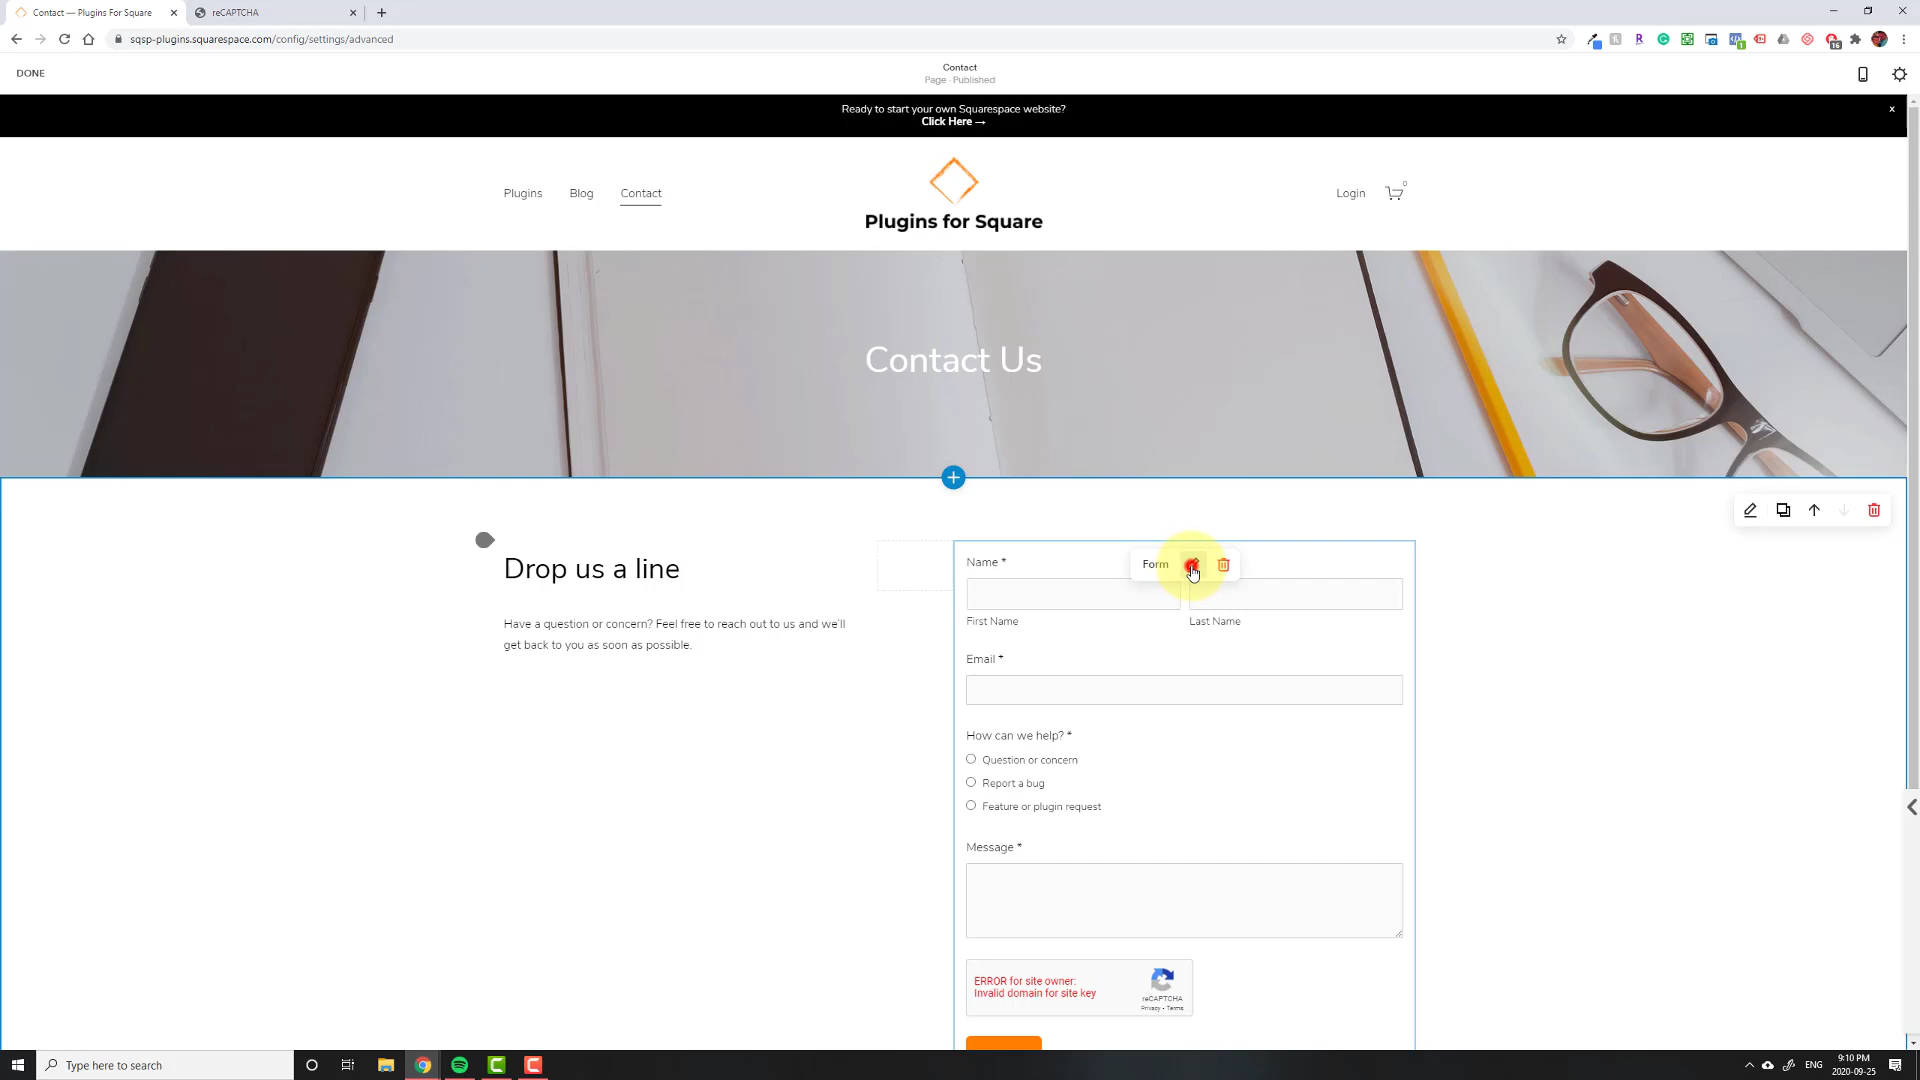 Contact — Plugins For Square
reCAPTCHA
sqsp-plugins.squarespace.com/config/settings/advanced
16
1
DONE
Contact
Page · Published
Ready to start your own Squarespace website?
Click Here →
x
Plugins
Blog
Contact
Plugins for Square
Login
0
Contact Us
Drop us a line
Have a question or concern? Feel free to reach out to us and we'll
get back to you as soon as possible.
Form
Name *
First Name
Last Name
Email *
How can we help? *
Question or concern
Report a bug
Feature or plugin request
Message *
ERROR for site owner:
Invalid domain for site key
reCAPTCHA
Privacy - Terms
Type here to search
ENG
9:10 PM
2020-09-25